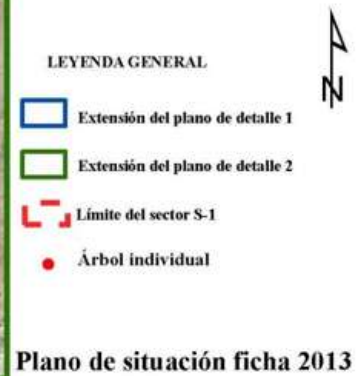 N
LEYENDA GENERAL
Extensión del plano de detalle 1
Extensión del plano de detalle 2
Límite del sector S-1
Árbol individual
Plano de situación ficha 2013